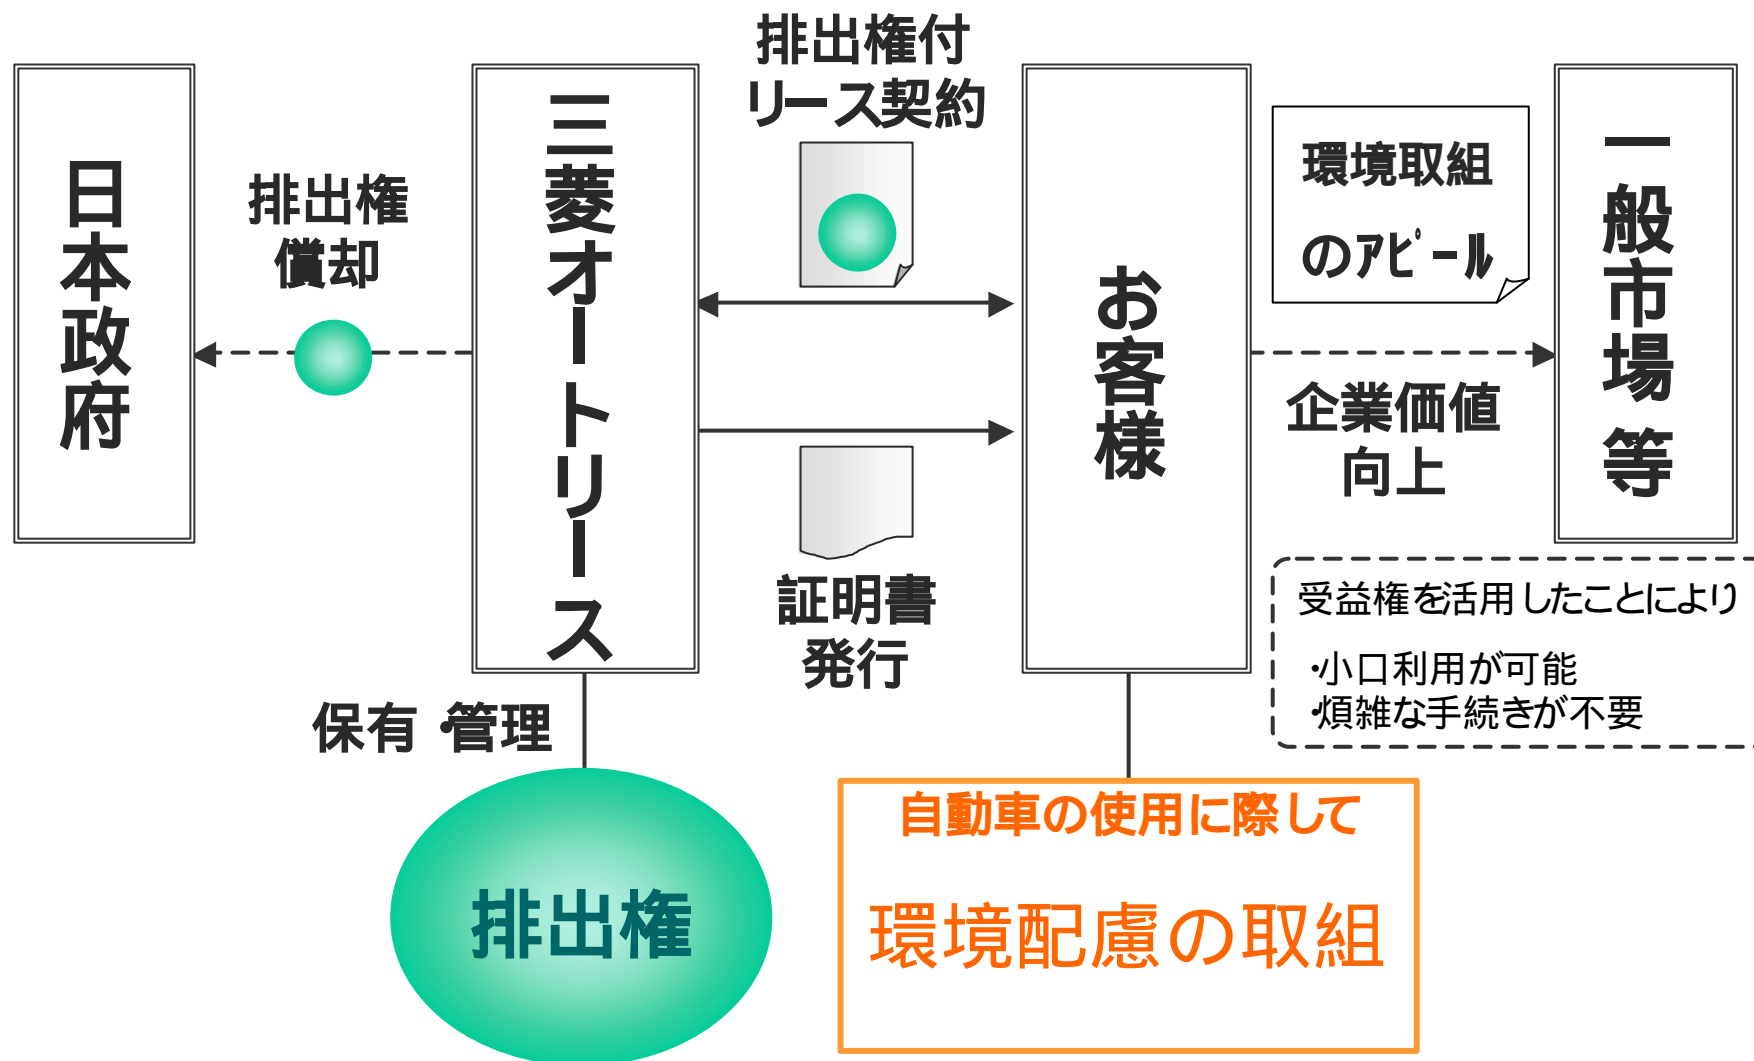 日本政府
排出権
償却
三菱オートリース
排出権付
リース契約
証明書
発行
お客様
環境取組
のアピール
企業価値
向上
一般市場 等
受益権を活用したことにより
・小口利用が可能
・煩雑な手続きが不要
保有・管理
排出権
自動車の使用に際して
環境配慮の取組